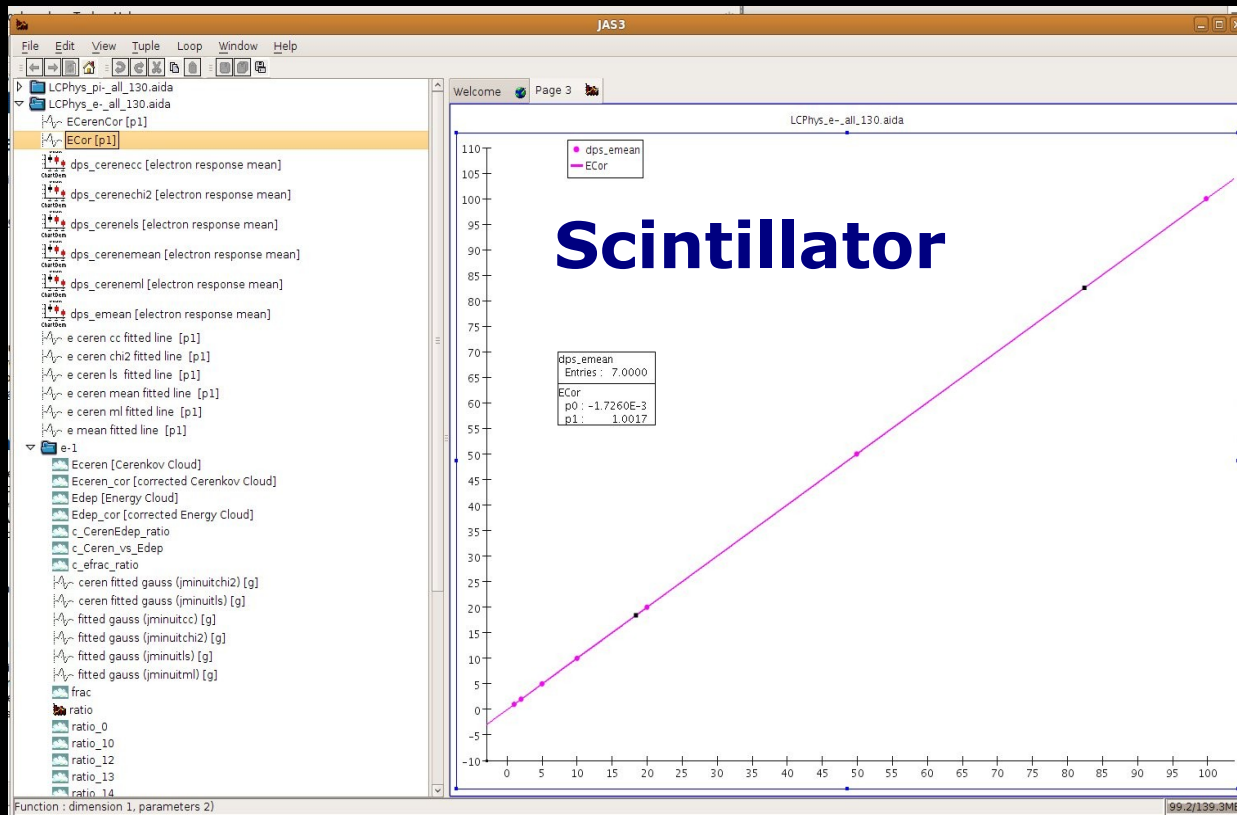 JAS3
File Edit View Tuple Loop Window Help
LCPhys_pi-_all_130.aida
LCPhys_e-_all_130.aida
ECerenCor [p1]
ECor [p1]
dps_cerenecc [electron response mean]
dps_cerenechi2 [electron response mean]
dps_cerenels [electron response mean]
dps_cerenemean [electron response mean]
dps_cereneml [electron response mean]
dps_emean [electron response mean]
e ceren cc fitted line [p1]
e ceren chi2 fitted line [p1]
e ceren ls fitted line [p1]
e ceren mean fitted line [p1]
e ceren ml fitted line [p1]
e mean fitted line [p1]
e-1
Eceren [Cerenkov Cloud]
Eceren_cor [corrected Cerenkov Cloud]
Edep [Energy Cloud]
Edep_cor [corrected Energy Cloud]
c_CerenEdep_ratio
c_Ceren_vs_Edep
c_efrac_ratio
ceren fitted gauss (jminuitchi2) [g]
ceren fitted gauss (jminuitls) [g]
fitted gauss (jminuitcc) [g]
fitted gauss (jminuitchi2) [g]
fitted gauss (jminuitls) [g]
fitted gauss (jminuitml) [g]
frac
ratio
ratio_0
ratio_10
ratio_12
ratio_13
ratio_14
Welcome Page 3
LCPhys_e-_all_130.aida
dps_emean
ECor
Scintillator
dps_emean
Entries : 7.0000
ECor
p0 : -1.7260E-3
p1 : 1.0017
110
105
100
95
90
85
80
75
70
65
60
55
50
45
40
35
30
25
20
15
10
5
0
-5
-10
0 5 10 15 20 25 30 35 40 45 50 55 60 65 70 75 80 85 90 95 100
Function : dimension 1, parameters 2)
99.2/139.3ME